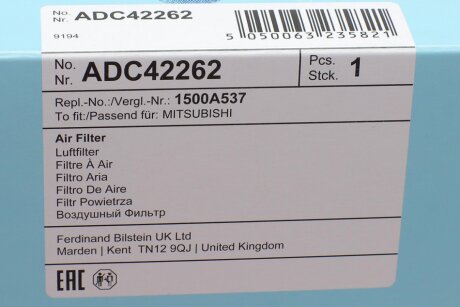 No.
Nr. ADC42262
9194
5 050063 235821
No.
Nr. ADC42262
Pcs.
Stck. 1
Repl.-No./Vergl.-Nr.: 1500A537
To fit:/Passend für: MITSUBISHI
Air Filter
Luftfilter
Filtre À Air
Filtro Aria
Filtro De Aire
Filtr Powietrza
Воздушный Фильтр
Ferdinand Bilstein UK Ltd
Marden | Kent TN12 9QJ | United Kingdom
EAC